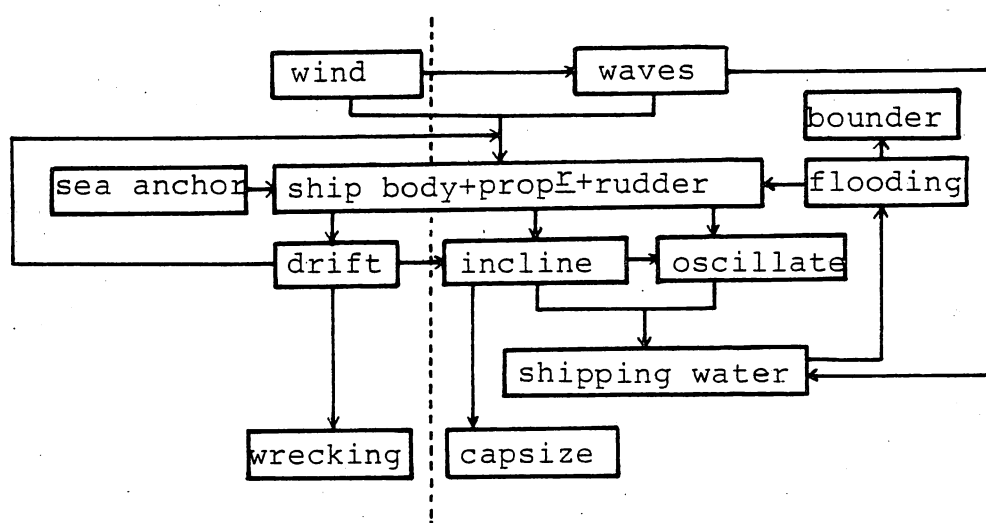 wind
waves
bounder
sea anchor
ship body+propr+rudder
flooding
drift
incline
oscillate
shipping water
wrecking
capsize